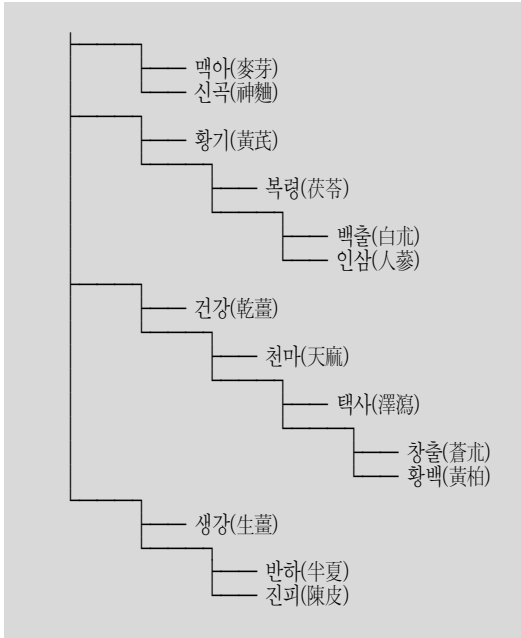 맥아(麥芽)
신곡(神麯)
황기(黃芪)
복령(茯苓)
백출(白朮)
인삼(人蔘)
건강(乾薑)
천마(天麻)
택사(澤瀉)
창출(蒼朮)
황백(黃柏)
생강(生薑)
반하(半夏)
진피(陳皮)